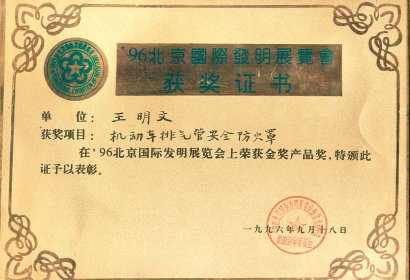 '96北京國際發明展覽會
获奖证书
单 位：王明文
获奖项目：机动车排气管安全防火罩
在'96北京国际发明展览会上荣获金奖产品奖，特颁此
证予以表彰。
一九九六年九月十八日